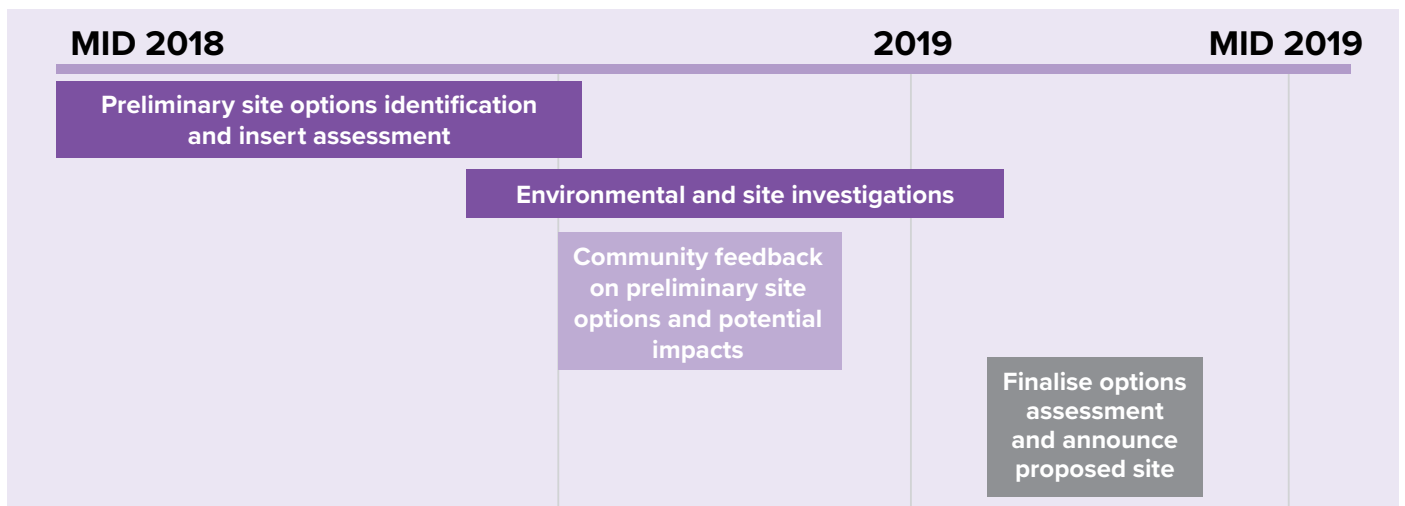 MID 2018
2019
MID 2019
Preliminary site options identification
and insert assessment
Environmental and site investigations
Community feedback
on preliminary site
options and potential
impacts
Finalise options
assessment
and announce
proposed site